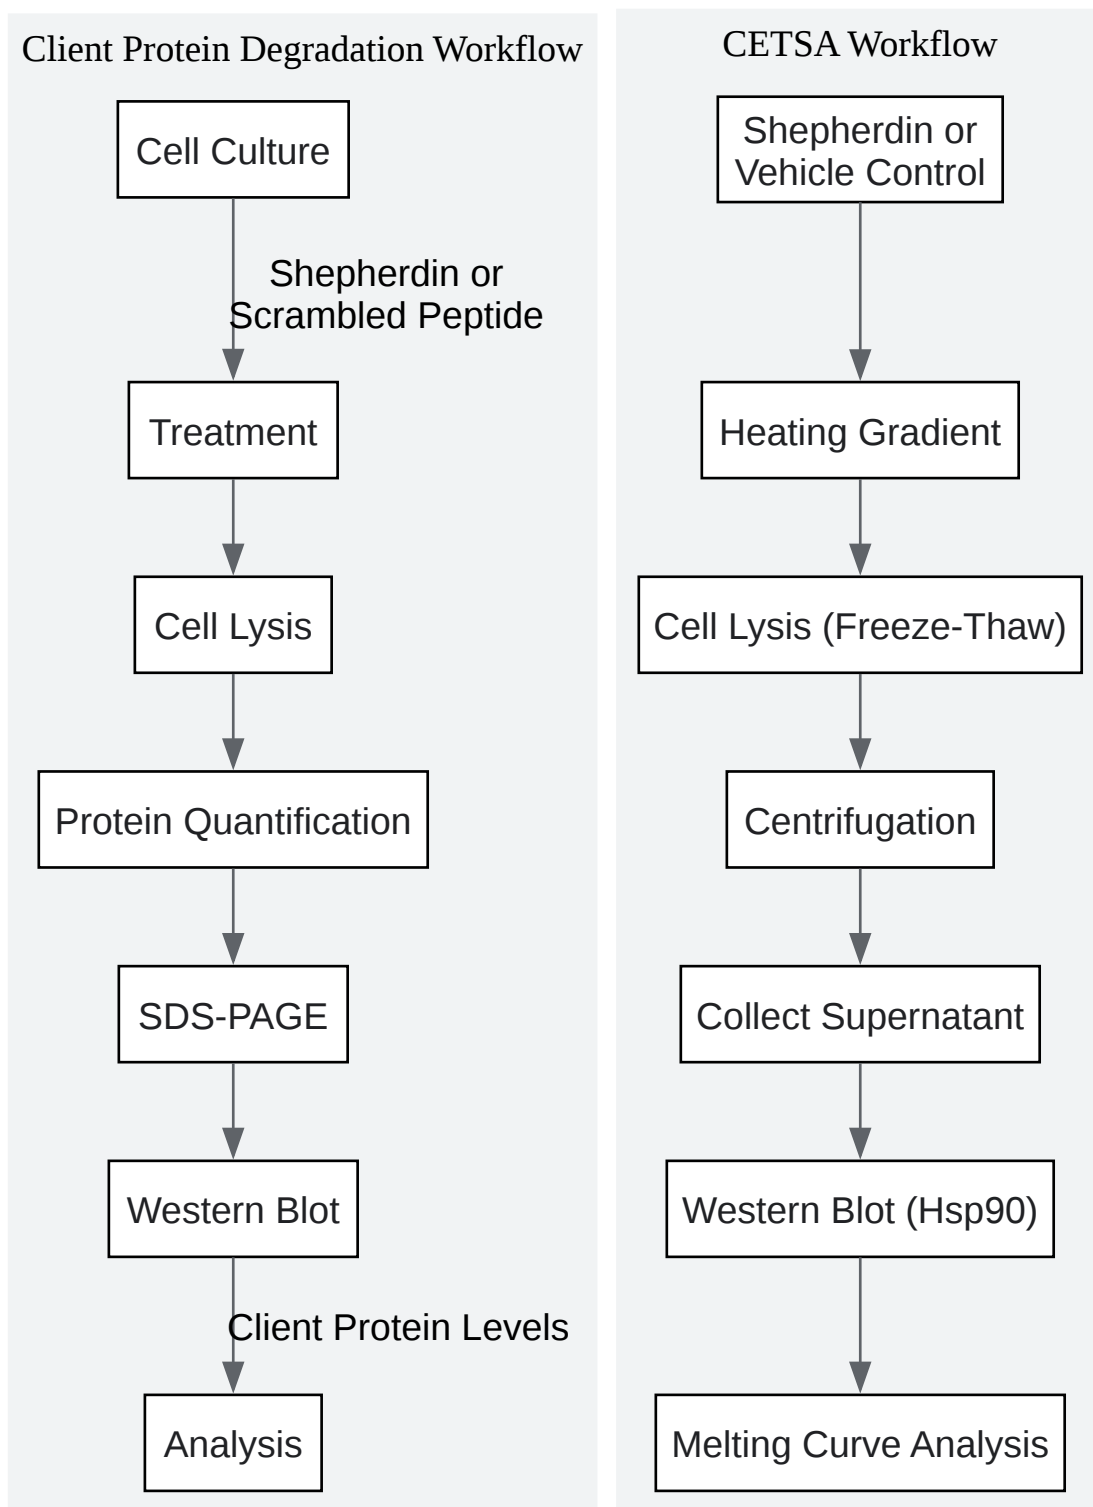 Client Protein Degradation Workflow
Cell Culture
Shepherdin or
Scrambled Peptide
Treatment
Cell Lysis
Protein Quantification
SDS-PAGE
Western Blot
Client Protein Levels
Analysis
CETSA Workflow
Shepherdin or
Vehicle Control
Heating Gradient
Cell Lysis (Freeze-Thaw)
Centrifugation
Collect Supernatant
Western Blot (Hsp90)
Melting Curve Analysis